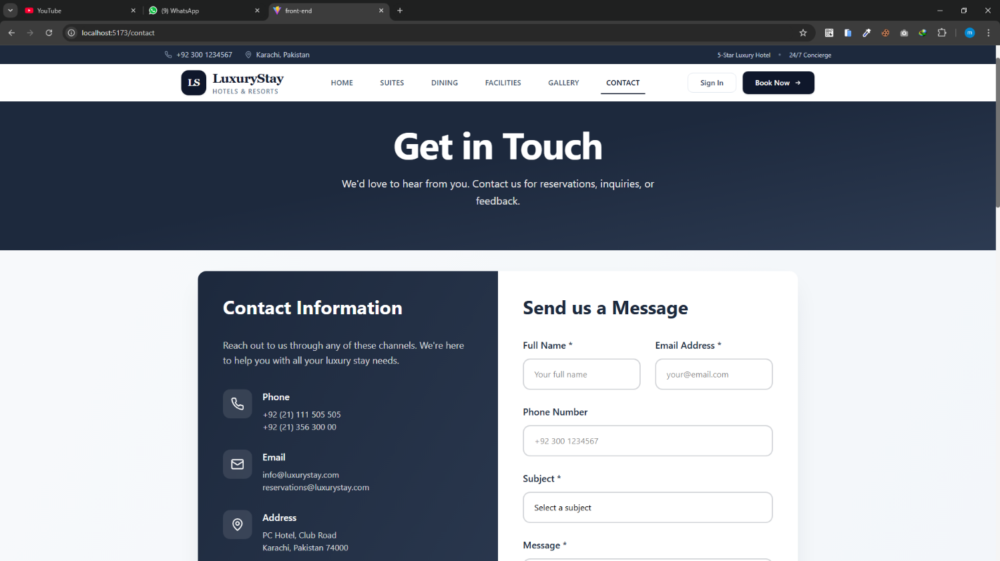 YouTube
(9) WhatsApp
front-end
localhost:5173/contact
m
+92 300 1234567
Karachi, Pakistan
5-Star Luxury Hotel
24/7 Concierge
LS
LuxuryStay
HOTELS & RESORTS
HOME
SUITES
DINING
FACILITIES
GALLERY
CONTACT
Sign In
Book Now
Get in Touch
We'd love to hear from you. Contact us for reservations, inquiries, or
feedback.
Contact Information
Reach out to us through any of these channels. We're here
to help you with all your luxury stay needs.
Phone
+92 (21) 111 505 505
+92 (21) 356 300 00
Email
info@luxurystay.com
reservations@luxurystay.com
Address
PC Hotel, Club Road
Karachi, Pakistan 74000
Send us a Message
Full Name *
Your full name
Email Address *
your@email.com
Phone Number
+92 300 1234567
Subject *
Select a subject
Message *